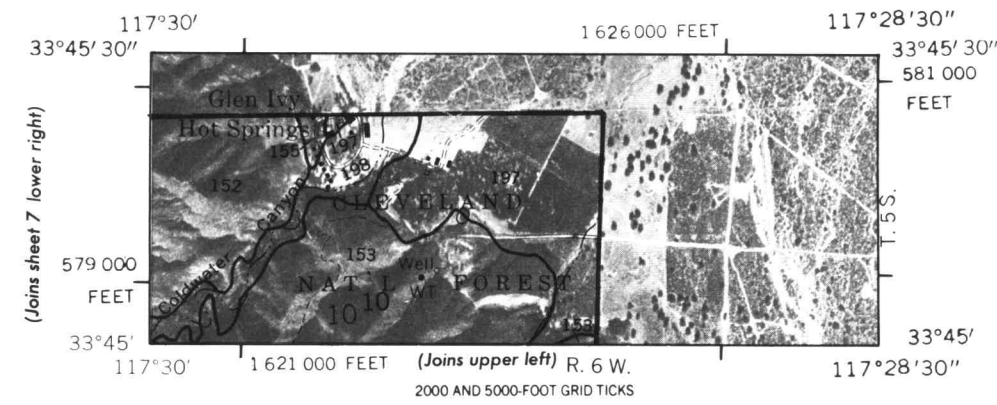 117°30'
1 626 000 FEET
117°28'30"
33°45'30"
33°45'30"
581 000
FEET
(Joins sheet 7 lower right)
Glen Ivy
Hot Springs
197
155
198
152
197
CLEVELAND
Canyon
T. 5 S.
153
Well
579 000
FEET
Coldwater
NAT'L FOREST
WT
10 10
153
33°45'
33°45'
117°30'
1 621 000 FEET
(Joins upper left)
R. 6 W.
117°28'30"
2000 AND 5000-FOOT GRID TICKS